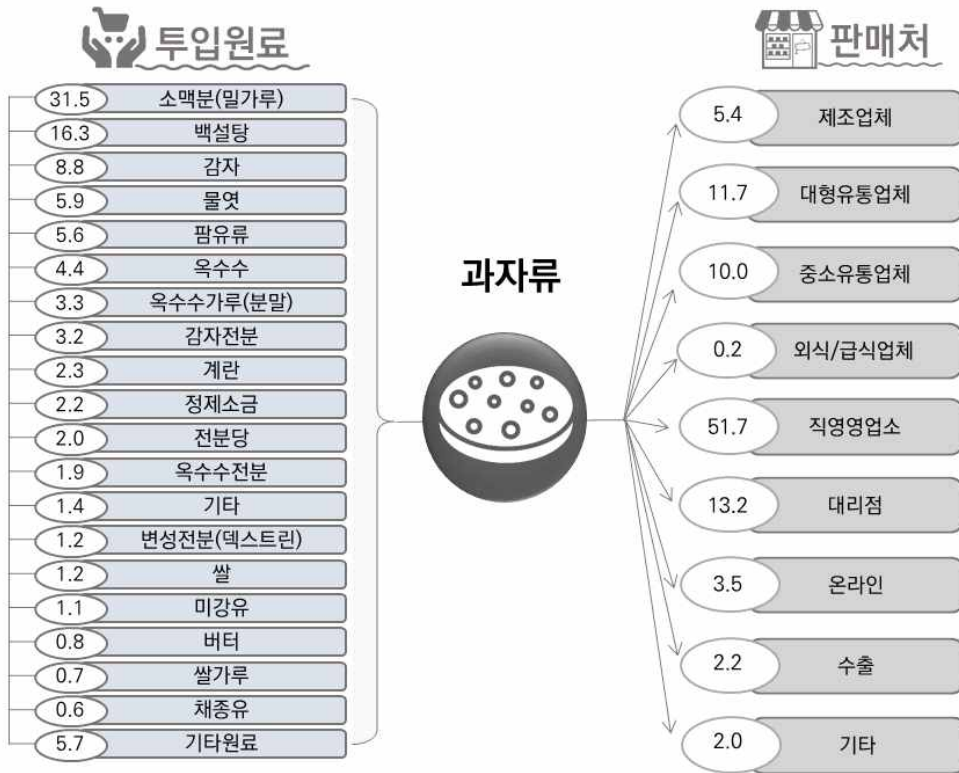 투입원료
31.5 소맥분(밀가루)
16.3 백설탕
8.8 감자
5.9 물엿
5.6 팜유류
4.4 옥수수
3.3 옥수수가루(분말)
3.2 감자전분
2.3 계란
2.2 정제소금
2.0 전분당
1.9 옥수수전분
1.4 기타
1.2 변성전분(덱스트린)
1.2 쌀
1.1 미강유
0.8 버터
0.7 쌀가루
0.6 채종유
5.7 기타원료
과자류
판매처
5.4 제조업체
11.7 대형유통업체
10.0 중소유통업체
0.2 외식/급식업체
51.7 직영영업소
13.2 대리점
3.5 온라인
2.2 수출
2.0 기타